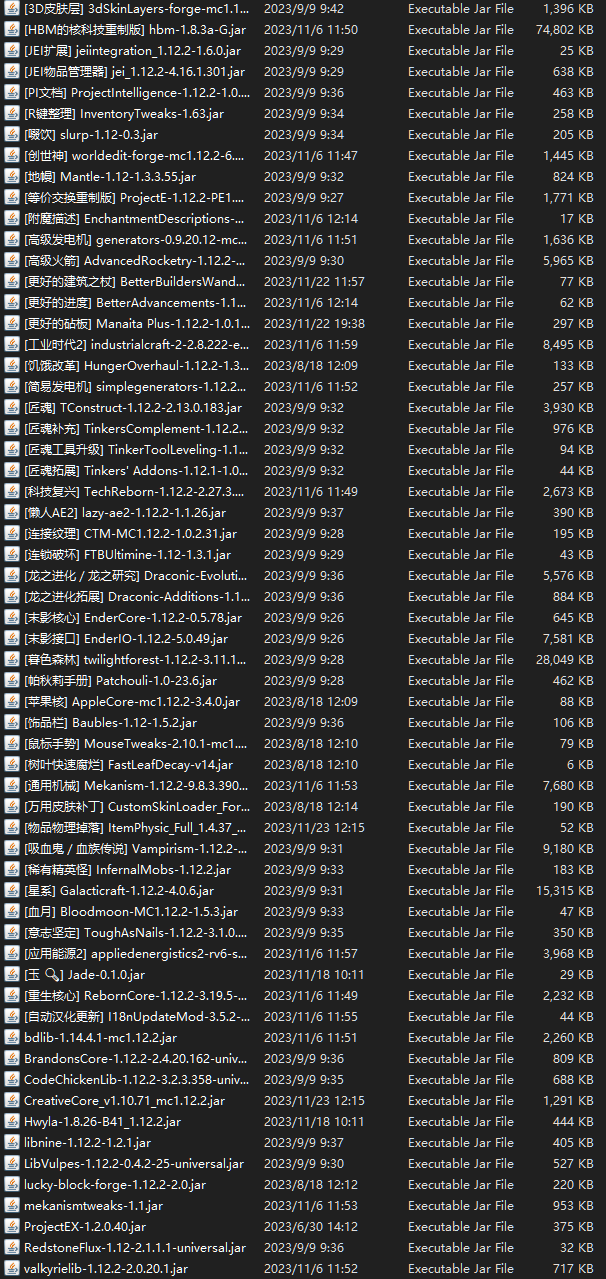 [3D皮肤层] 3dSkinLayers-forge-mc1.1... 2023/9/9 9:42 Executable Jar File 1,396 KB
[HBM的核科技重制版] hbm-1.8.3a-G.jar 2023/11/6 11:50 Executable Jar File 74,802 KB
[JEI扩展] jeiintegration_1.12.2-1.6.0.jar 2023/9/9 9:29 Executable Jar File 25 KB
[JEI物品管理器] jei_1.12.2-4.16.1.301.jar 2023/9/9 9:29 Executable Jar File 638 KB
[PI文档] ProjectIntelligence-1.12.2-1.0.... 2023/9/9 9:36 Executable Jar File 463 KB
[R键整理] InventoryTweaks-1.63.jar 2023/9/9 9:34 Executable Jar File 258 KB
[啜饮] slurp-1.12-0.3.jar 2023/9/9 9:34 Executable Jar File 205 KB
[创世神] worldedit-forge-mc1.12.2-6.... 2023/11/6 11:47 Executable Jar File 1,445 KB
[地幔] Mantle-1.12-1.3.3.55.jar 2023/9/9 9:32 Executable Jar File 824 KB
[等价交换重制版] ProjectE-1.12.2-PE1.... 2023/9/9 9:27 Executable Jar File 1,771 KB
[附魔描述] EnchantmentDescriptions-... 2023/11/6 12:14 Executable Jar File 17 KB
[高级发电机] generators-0.9.20.12-mc... 2023/11/6 11:51 Executable Jar File 1,636 KB
[高级火箭] AdvancedRocketry-1.12.2-... 2023/9/9 9:30 Executable Jar File 5,965 KB
[更好的建筑之杖] BetterBuildersWand... 2023/11/22 11:57 Executable Jar File 77 KB
[更好的进度] BetterAdvancements-1.1... 2023/11/6 12:14 Executable Jar File 62 KB
[更好的砧板] Manaita Plus-1.12.2-1.0.1... 2023/11/22 19:38 Executable Jar File 297 KB
[工业时代2] industrialcraft-2-2.8.222-e... 2023/11/6 11:59 Executable Jar File 8,495 KB
[饥饿改革] HungerOverhaul-1.12.2-1.3... 2023/8/18 12:09 Executable Jar File 133 KB
[简易发电机] simplegenerators-1.12.2... 2023/11/6 11:52 Executable Jar File 257 KB
[匠魂] TConstruct-1.12.2-2.13.0.183.jar 2023/9/9 9:32 Executable Jar File 3,930 KB
[匠魂补充] TinkersComplement-1.12.2... 2023/9/9 9:32 Executable Jar File 976 KB
[匠魂工具升级] TinkerToolLeveling-1.1... 2023/9/9 9:32 Executable Jar File 94 KB
[匠魂拓展] Tinkers' Addons-1.12.1-1.0... 2023/9/9 9:32 Executable Jar File 44 KB
[科技复兴] TechReborn-1.12.2-2.27.3.... 2023/11/6 11:49 Executable Jar File 2,673 KB
[懒人AE2] lazy-ae2-1.12.2-1.1.26.jar 2023/9/9 9:37 Executable Jar File 390 KB
[连接纹理] CTM-MC1.12.2-1.0.2.31.jar 2023/9/9 9:28 Executable Jar File 195 KB
[连锁破坏] FTBUltimine-1.12-1.3.1.jar 2023/9/9 9:29 Executable Jar File 43 KB
[龙之进化 / 龙之研究] Draconic-Evoluti... 2023/9/9 9:36 Executable Jar File 5,576 KB
[龙之进化拓展] Draconic-Additions-1.1... 2023/9/9 9:36 Executable Jar File 884 KB
[末影核心] EnderCore-1.12.2-0.5.78.jar 2023/9/9 9:26 Executable Jar File 645 KB
[末影接口] EnderIO-1.12.2-5.0.49.jar 2023/9/9 9:26 Executable Jar File 7,581 KB
[暮色森林] twilightforest-1.12.2-3.11.1... 2023/9/9 9:28 Executable Jar File 28,049 KB
[帕秋莉手册] Patchouli-1.0-23.6.jar 2023/9/9 9:28 Executable Jar File 462 KB
[苹果核] AppleCore-mc1.12.2-3.4.0.jar 2023/8/18 12:09 Executable Jar File 88 KB
[饰品栏] Baubles-1.12-1.5.2.jar 2023/9/9 9:36 Executable Jar File 106 KB
[鼠标手势] MouseTweaks-2.10.1-mc1.... 2023/8/18 12:10 Executable Jar File 79 KB
[树叶快速腐烂] FastLeafDecay-v14.jar 2023/8/18 12:10 Executable Jar File 6 KB
[通用机械] Mekanism-1.12.2-9.8.3.390... 2023/11/6 11:53 Executable Jar File 7,680 KB
[万用皮肤补丁] CustomSkinLoader_For... 2023/8/18 12:14 Executable Jar File 190 KB
[物品物理掉落] ItemPhysic_Full_1.4.37_... 2023/11/23 12:15 Executable Jar File 52 KB
[吸血鬼 / 血族传说] Vampirism-1.12.2-... 2023/9/9 9:31 Executable Jar File 9,180 KB
[稀有精英怪] InfernalMobs-1.12.2.jar 2023/9/9 9:33 Executable Jar File 183 KB
[星系] Galacticraft-1.12.2-4.0.6.jar 2023/9/9 9:31 Executable Jar File 15,315 KB
[血月] Bloodmoon-MC1.12.2-1.5.3.jar 2023/9/9 9:33 Executable Jar File 47 KB
[意志坚定] ToughAsNails-1.12.2-3.1.0.... 2023/9/9 9:35 Executable Jar File 350 KB
[应用能源2] appliedenergistics2-rv6-s... 2023/11/6 11:57 Executable Jar File 3,968 KB
[玉 🔍] Jade-0.1.0.jar 2023/11/18 10:11 Executable Jar File 29 KB
[重生核心] RebornCore-1.12.2-3.19.5-... 2023/11/6 11:49 Executable Jar File 2,232 KB
[自动汉化更新] I18nUpdateMod-3.5.2-... 2023/11/6 11:55 Executable Jar File 44 KB
bdlib-1.14.4.1-mc1.12.2.jar 2023/11/6 11:51 Executable Jar File 2,260 KB
BrandonsCore-1.12.2-2.4.20.162-univ... 2023/9/9 9:36 Executable Jar File 809 KB
CodeChickenLib-1.12.2-3.2.3.358-univ... 2023/9/9 9:35 Executable Jar File 688 KB
CreativeCore_v1.10.71_mc1.12.2.jar 2023/11/23 12:15 Executable Jar File 1,291 KB
Hwyla-1.8.26-B41_1.12.2.jar 2023/11/18 10:11 Executable Jar File 444 KB
libnine-1.12.2-1.2.1.jar 2023/9/9 9:37 Executable Jar File 405 KB
LibVulpes-1.12.2-0.4.2-25-universal.jar 2023/9/9 9:30 Executable Jar File 527 KB
lucky-block-forge-1.12.2-2.0.jar 2023/8/18 12:12 Executable Jar File 220 KB
mekanismtweaks-1.1.jar 2023/11/6 11:53 Executable Jar File 953 KB
ProjectEX-1.2.0.40.jar 2023/6/30 14:12 Executable Jar File 375 KB
RedstoneFlux-1.12-2.1.1.1-universal.jar 2023/9/9 9:36 Executable Jar File 32 KB
valkyrielib-1.12.2-2.0.20.1.jar 2023/11/6 11:52 Executable Jar File 717 KB